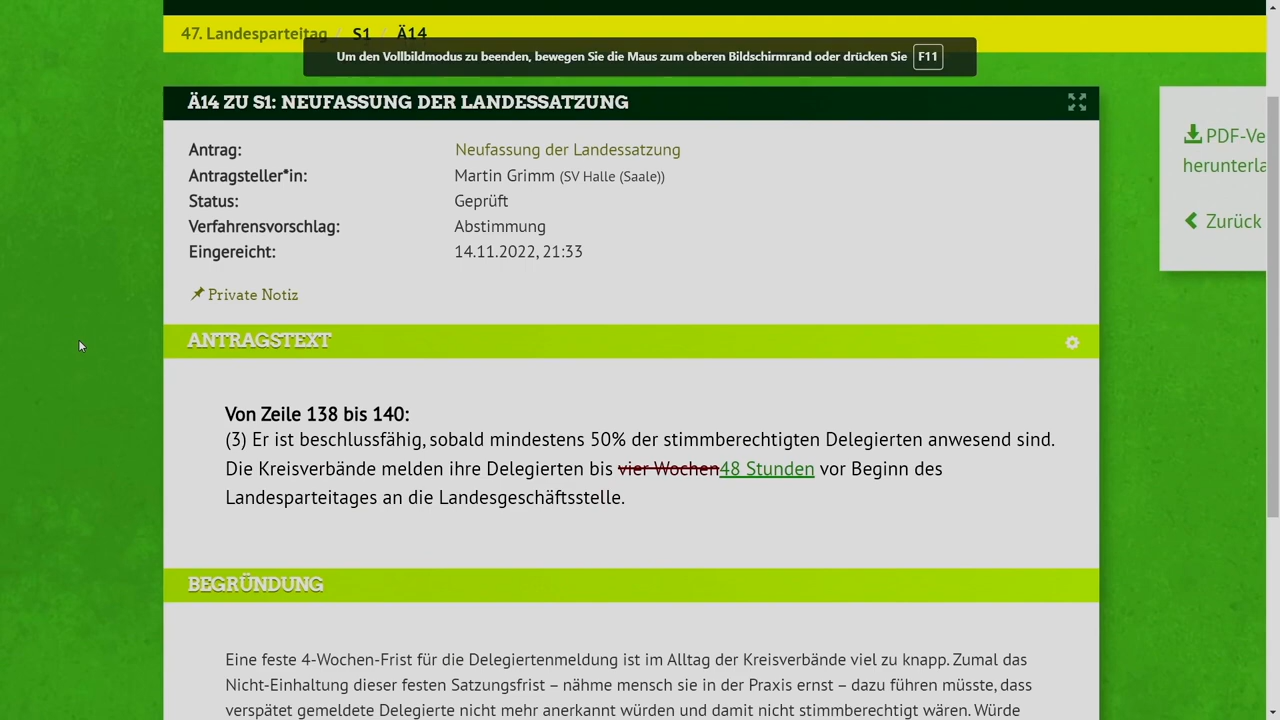 47. Landesparteitag / S1 / Ä14
Um den Vollbildmodus zu beenden, bewegen Sie die Maus zum oberen Bildschirmrand oder drücken Sie F11
Ä14 ZU S1: NEUFASSUNG DER LANDESSATZUNG
Antrag: Neufassung der Landessatzung
Antragsteller*in: Martin Grimm (SV Halle (Saale))
Status: Geprüft
Verfahrensvorschlag: Abstimmung
Eingereicht: 14.11.2022, 21:33
Private Notiz
PDF-Ve
herunterla
Zurück
ANTRAGSTEXT
Von Zeile 138 bis 140:
(3) Er ist beschlussfähig, sobald mindestens 50% der stimmberechtigten Delegierten anwesend sind.
Die Kreisverbände melden ihre Delegierten bis vier Wochen48 Stunden vor Beginn des
Landesparteitages an die Landesgeschäftsstelle.
BEGRÜNDUNG
Eine feste 4-Wochen-Frist für die Delegiertenmeldung ist im Alltag der Kreisverbände viel zu knapp. Zumal das
Nicht-Einhaltung dieser festen Satzungsfrist – nähme mensch sie in der Praxis ernst – dazu führen müsste, dass
verspätet gemeldete Delegierte nicht mehr anerkannt würden und damit nicht stimmberechtigt wären. Würde